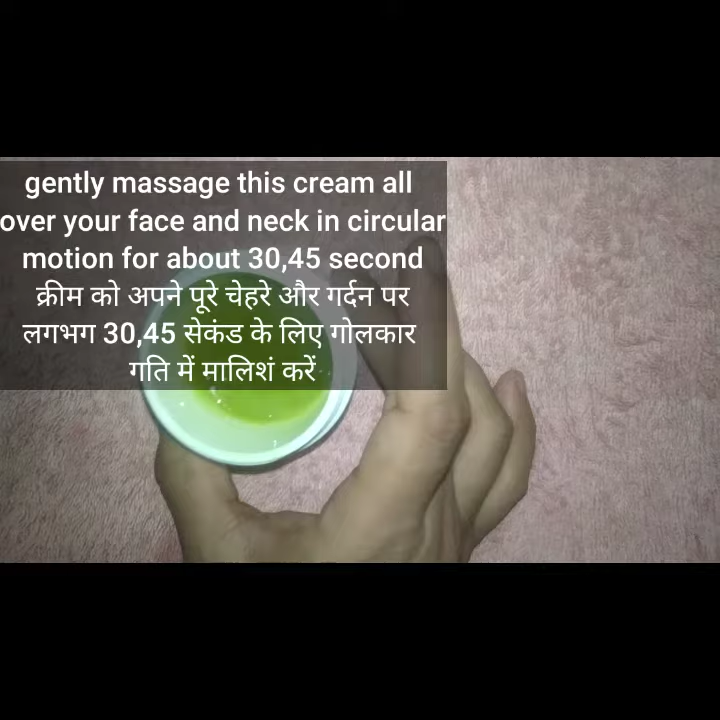 gently massage this cream all
over your face and neck in circular
motion for about 30,45 second
क्रीम को अपने पूरे चेहरे और गर्दन पर
लगभग 30,45 सेकंड के लिए गोलकार
गति में मालिशं करें